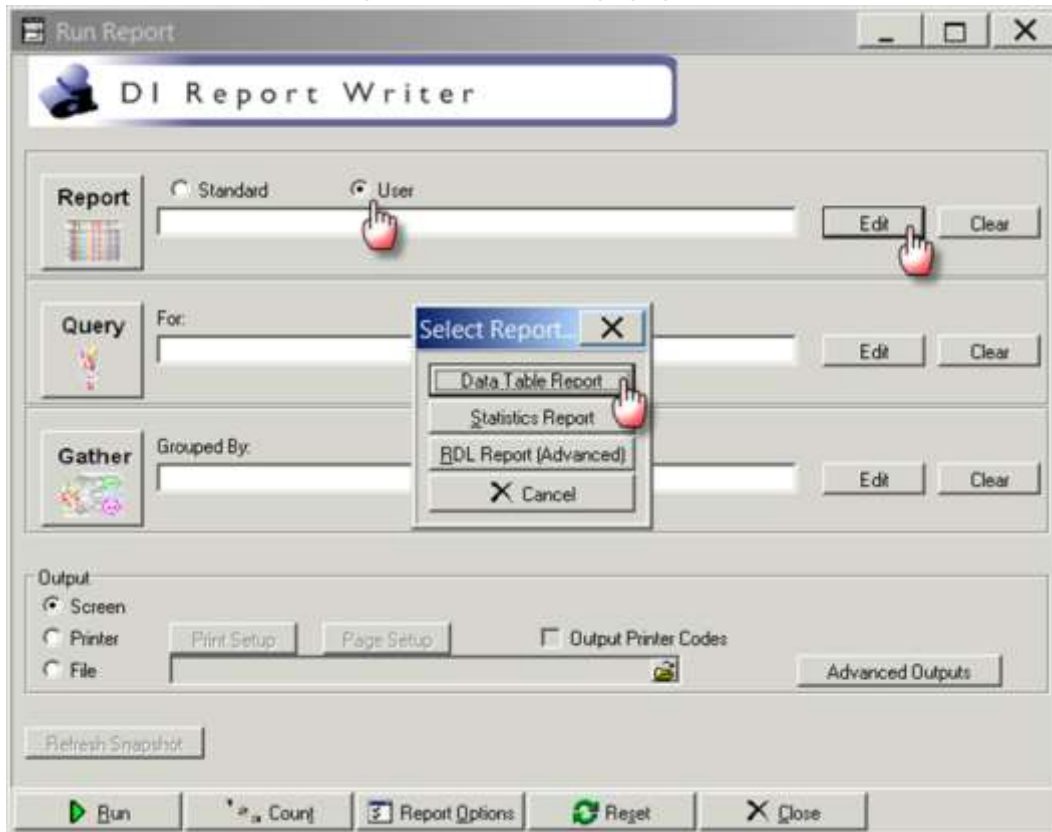 Run Report
DI Report Writer
Report
Standard
User
Edit
Clear
Query
For:
Edit
Clear
Select Report...
Data Table Report
Statistics Report
RDL Report (Advanced)
Cancel
Gather
Grouped By:
Edit
Clear
Output
Screen
Printer
Print Setup
Page Setup
Output Printer Codes
File
Advanced Outputs
Refresh Snapshot
Run
Count
Report Options
Reset
Close